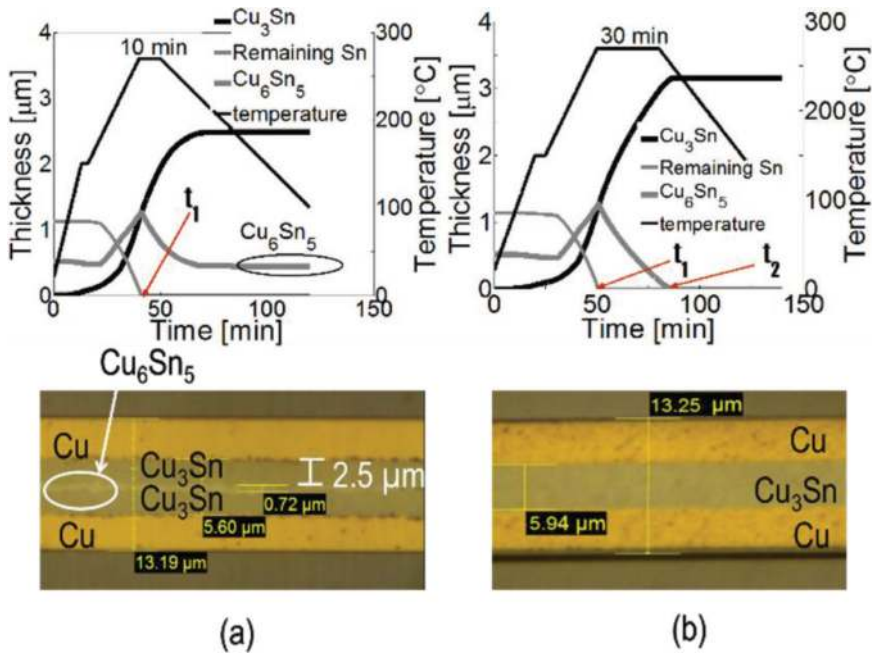 4
3
2
1
0
Thickness [μm]
0
50
100
150
Time [min]
300
200
100
0
Temperature [°C]
10 min
Cu3Sn
Remaining Sn
Cu6Sn5
temperature
t1
Cu6Sn5
4
3
2
1
0
Thickness [μm]
0
50
100
150
Time [min]
300
200
100
0
Temperature [°C]
30 min
Cu3Sn
Remaining Sn
Cu6Sn5
temperature
t1
t2
Cu6Sn5
Cu
Cu3Sn
Cu3Sn
Cu
2.5 μm
0.72 μm
5.60 μm
13.19 μm
13.25 μm
Cu
Cu3Sn
5.94 μm
Cu
(a)
(b)